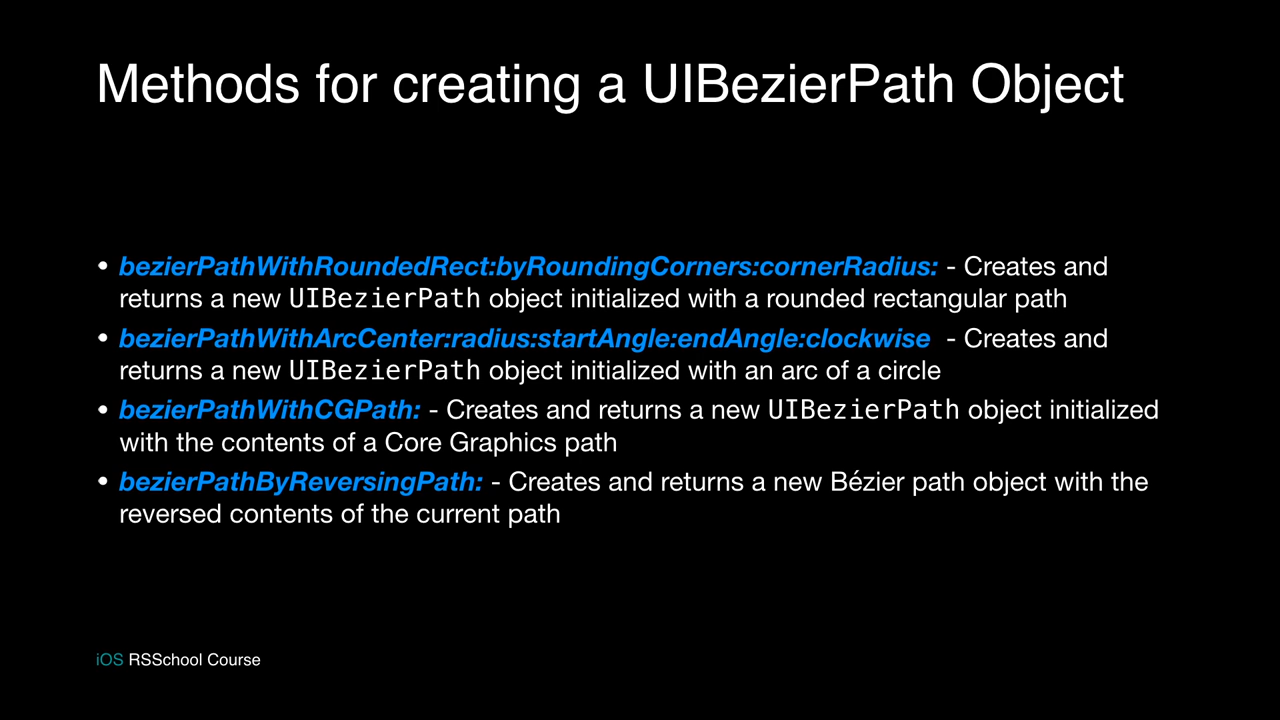 Methods for creating a UIBezierPath Object
• bezierPathWithRoundedRect:byRoundingCorners:cornerRadius: - Creates and
returns a new UIBezierPath object initialized with a rounded rectangular path
• bezierPathWithArcCenter:radius:startAngle:endAngle:clockwise - Creates and
returns a new UIBezierPath object initialized with an arc of a circle
• bezierPathWithCGPath: - Creates and returns a new UIBezierPath object initialized
with the contents of a Core Graphics path
• bezierPathByReversingPath: - Creates and returns a new Bézier path object with the
reversed contents of the current path
iOS RSSchool Course